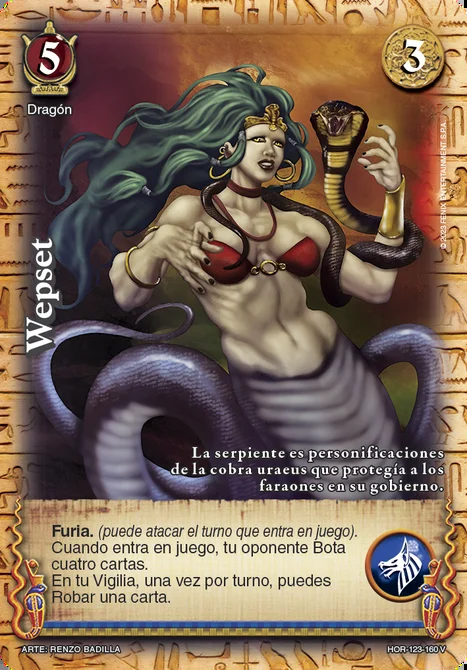 5
3
Dragón
© 2023 FENIX ENTERTAINMENT S.P.A.
Wepset
La serpiente es personificaciones
de la cobra uraeus que protegía a los
faraones en su gobierno.
Furia. (puede atacar el turno que entra en juego).
Cuando entra en juego, tu oponente Bota
cuatro cartas.
En tu Vigilia, una vez por turno, puedes
Robar una carta.
ARTE: RENZO BADILLA
HOR-123-160 V